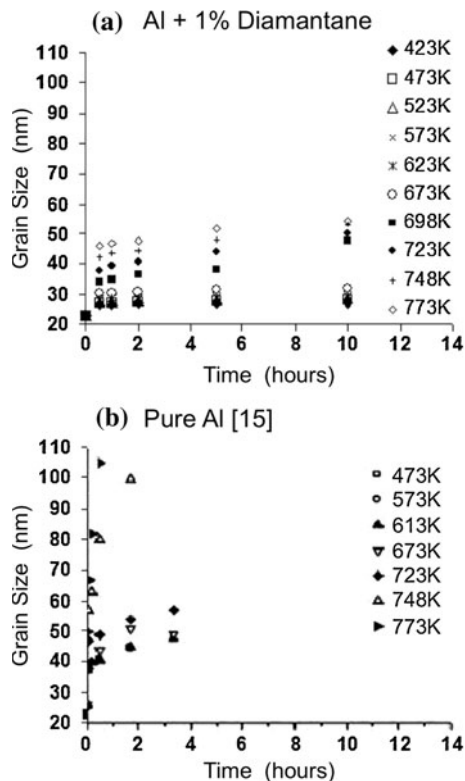 (a) Al + 1% Diamantane
Grain Size (nm)
110
100
90
80
70
60
50
40
30
20
0 2 4 6 8 10 12 14
Time (hours)
423K
473K
523K
573K
623K
673K
698K
723K
748K
773K
(b) Pure Al [15]
Grain Size (nm)
110
100
90
80
70
60
50
40
30
20
0 2 4 6 8 10 12 14
Time (hours)
473K
573K
613K
673K
723K
748K
773K